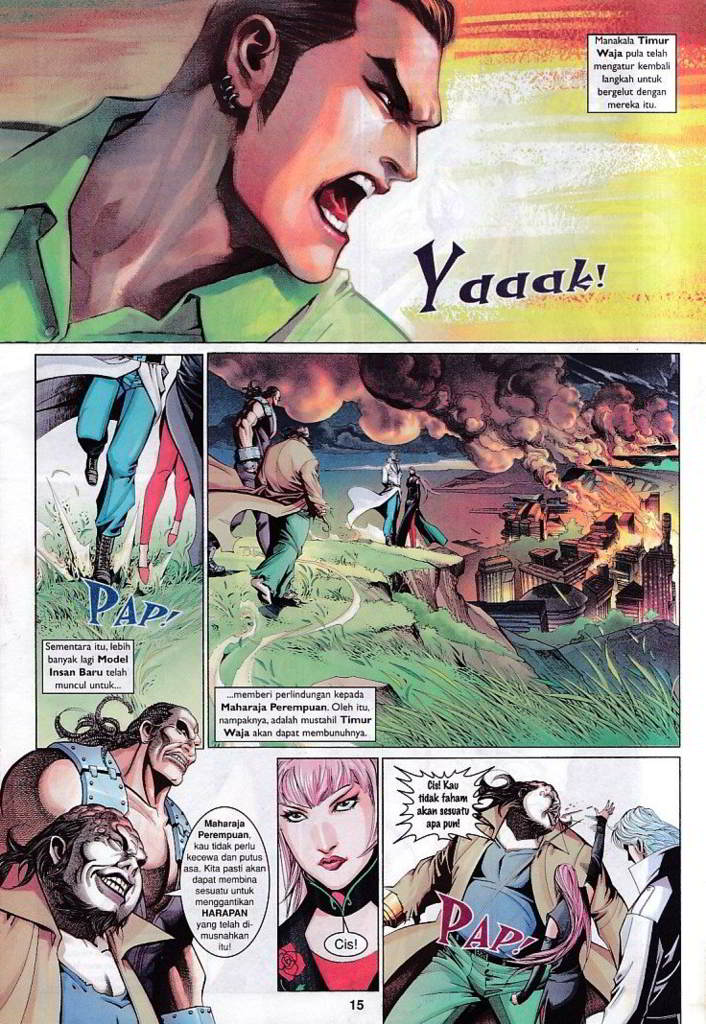 Manakala Timur
Waja pula telah
mengatur kembali
langkah untuk
bergelut dengan
mereka itu.
Yaaak!
PAP!
Sementara itu, lebih
banyak lagi Model
Insan Baru telah
muncul untuk...
...memberi perlindungan kepada
Maharaja Perempuan. Oleh itu,
nampaknya, adalah mustahil Timur
Waja akan dapat membunuhnya.
Maharaja
Perempuan,
kau tidak perlu
kecewa dan putus
asa. Kita pasti akan
dapat membina
sesuatu untuk
menggantikan
HARAPAN
yang telah di-
musnahkan
itu!
Cis!
Cis! Kau
tidak faham
akan sesuatu
apa pun!
PAP!
15